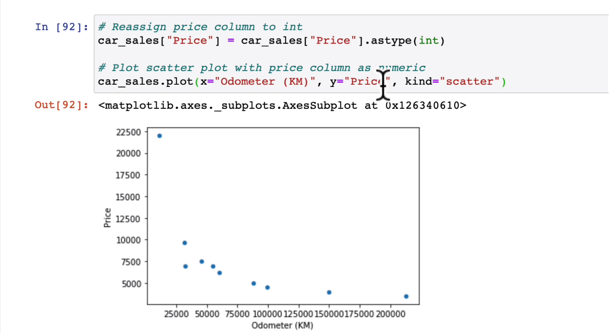 In [92]: # Reassign price column to int
car_sales["Price"] = car_sales["Price"].astype(int)
# Plot scatter plot with price column as numeric
car_sales.plot(x="Odometer (KM)", y="Price", kind="scatter")
Out[92]: <matplotlib.axes._subplots.AxesSubplot at 0x126340610>
22500
20000
17500
15000
12500
10000
7500
5000
Price
25000 50000 75000 100000 125000 150000 175000 200000
Odometer (KM)